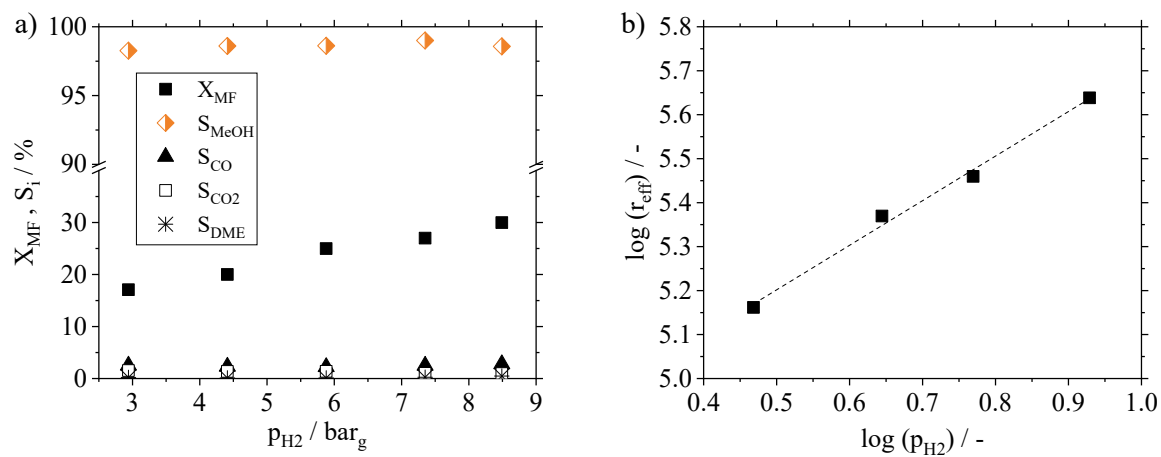 a)
100
95
90
30
20
10
0
X_MF , S_i / %
X_MF
S_MeOH
S_CO
S_CO2
S_DME
3 4 5 6 7 8 9
p_H2 / bar_g
b)
5.8
5.7
5.6
5.5
5.4
5.3
5.2
5.1
5.0
log (r_eff) / -
0.4 0.5 0.6 0.7 0.8 0.9 1.0
log (p_H2) / -